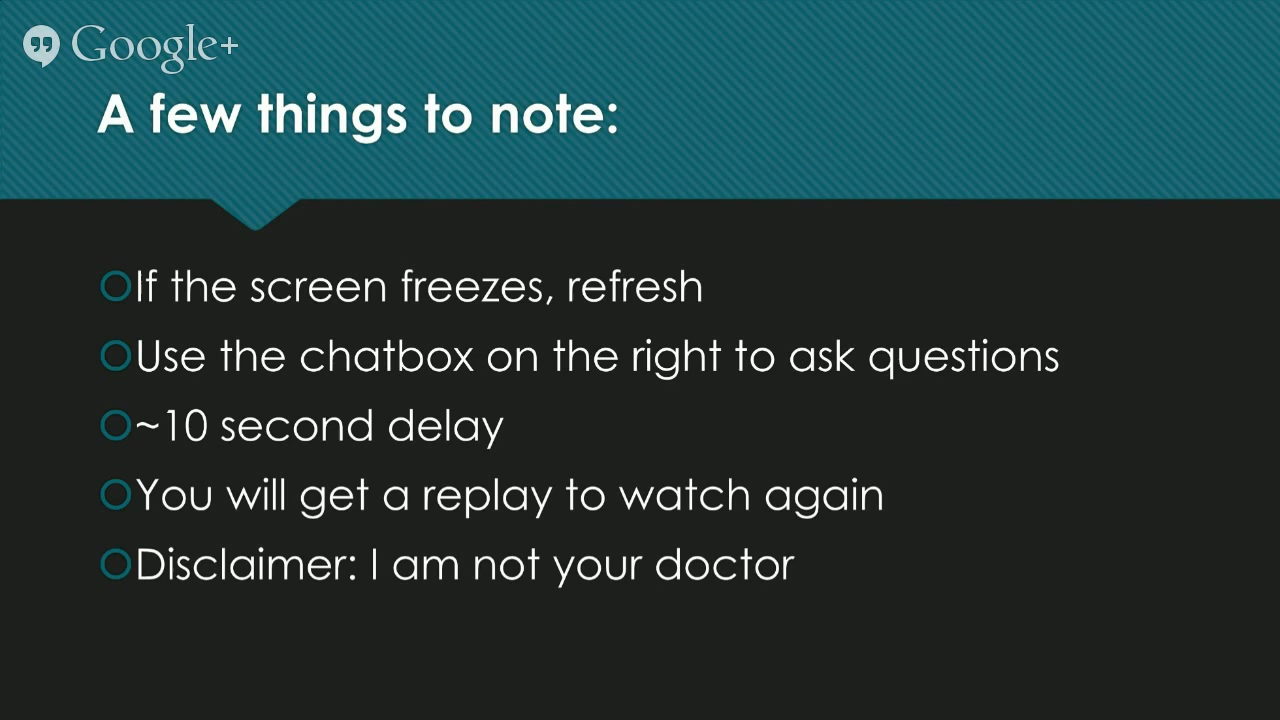 Google+
A few things to note:
If the screen freezes, refresh
Use the chatbox on the right to ask questions
~10 second delay
You will get a replay to watch again
Disclaimer: I am not your doctor